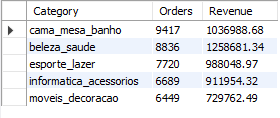 Category Orders Revenue
cama_mesa_banho 9417 1036988.68
beleza_saude 8836 1258681.34
esporte_lazer 7720 988048.97
informatica_acessorios 6689 911954.32
moveis_decoracao 6449 729762.49